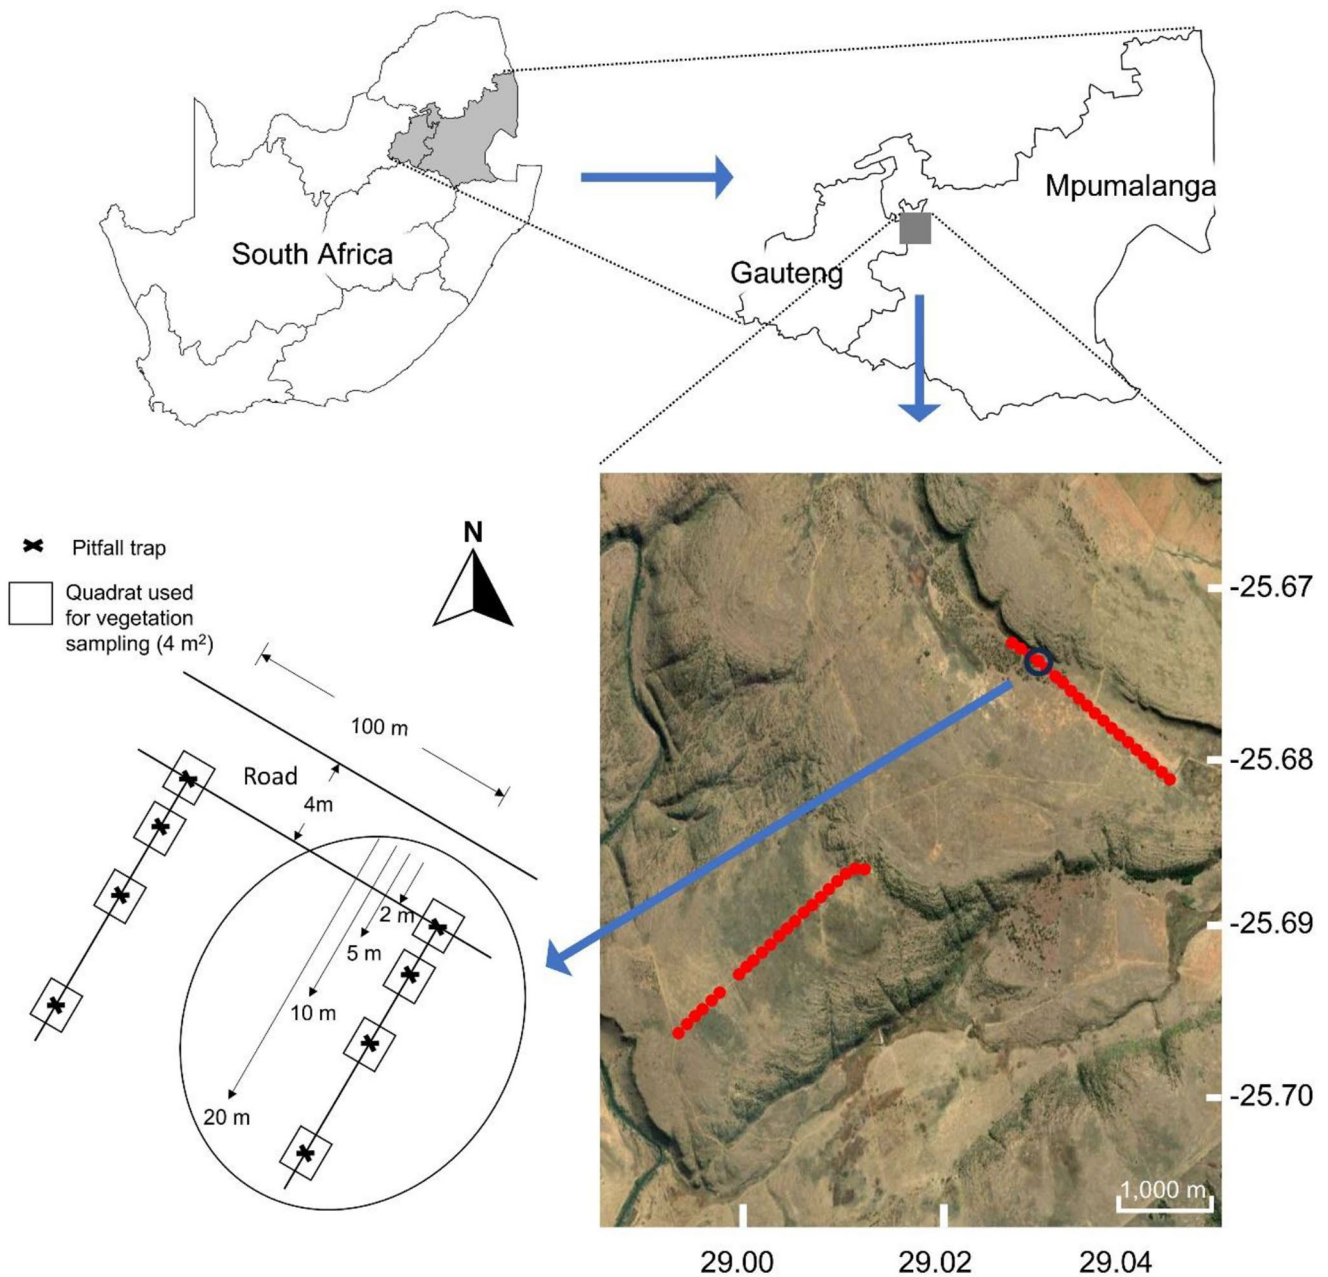 South Africa
Gauteng
Mpumalanga
Pitfall trap
Quadrat used
for vegetation
sampling (4 m²)
N
100 m
Road
4m
2 m
5 m
10 m
20 m
-25.67
-25.68
-25.69
-25.70
1,000 m
29.00
29.02
29.04